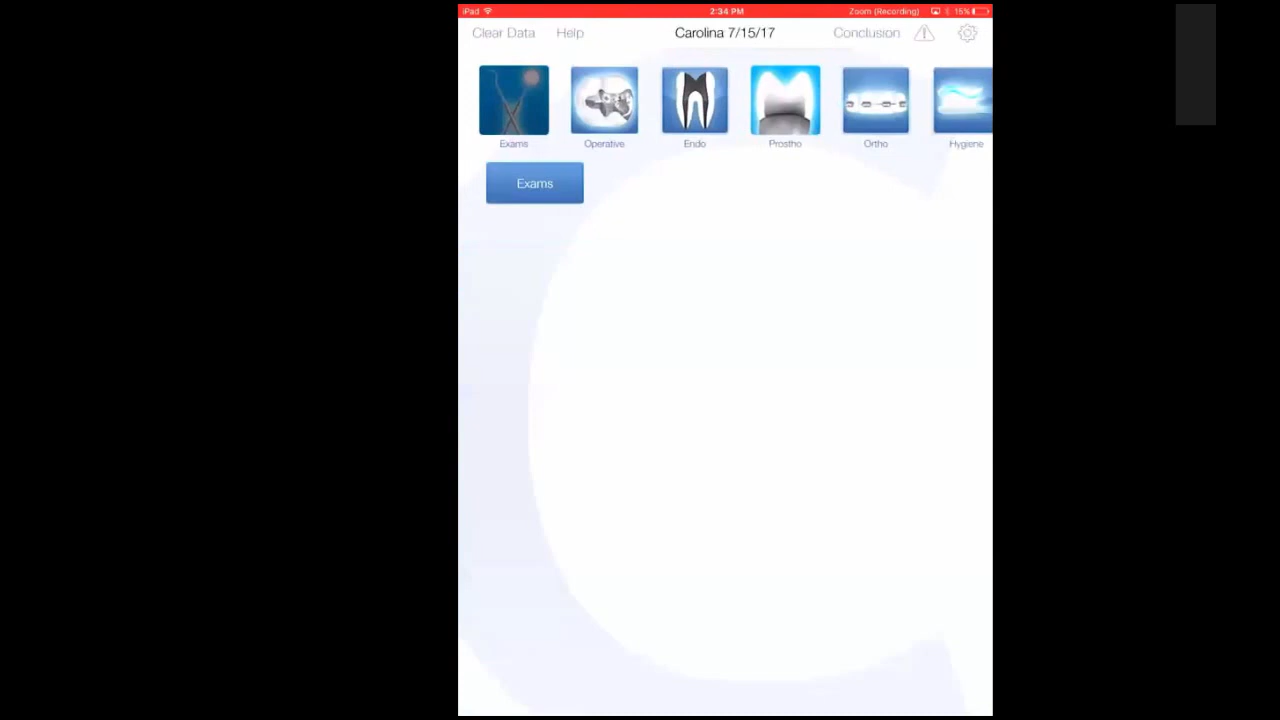 iPad 2:34 PM Zoom (Recording) 15%
Clear Data Help Carolina 7/15/17 Conclusion
Exams Operative Endo Prostho Ortho Hygiene
Exams